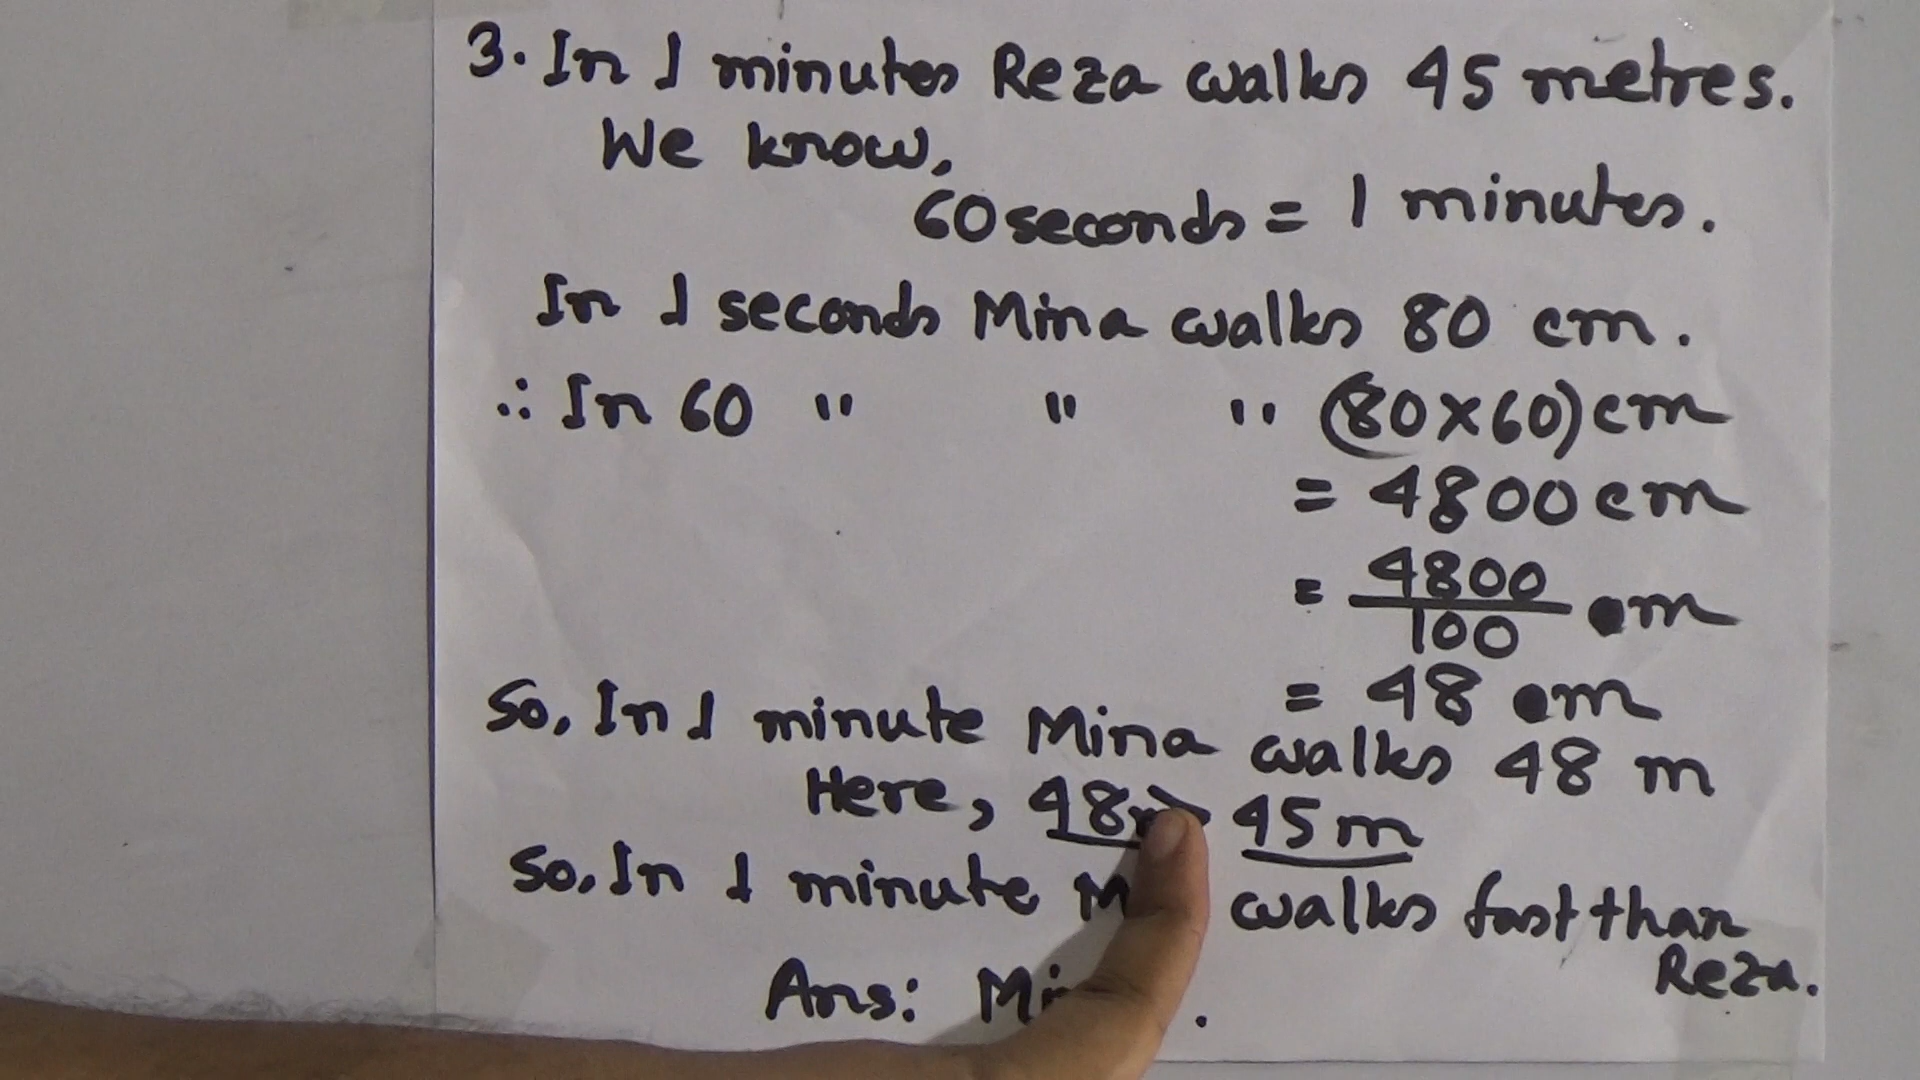 3. In 1 minutes Reza walks 45 metres.
We know,
60 seconds = 1 minutes.
In 1 seconds Mina walks 80 cm.
∴ In 60 " " " (80×60) cm
= 4800 cm
= 4800/100 m
= 48 m
So, In 1 minute Mina walks 48 m
Here, 48 > 45 m
So, In 1 minute walks fast than
Reza.
Ans: